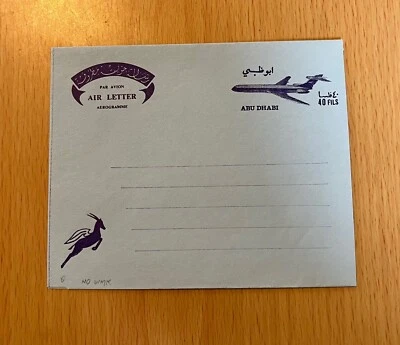 PAR AVION
AIR LETTER
AEROGRAMME
ابوظبي
ABU DHABI
٤٠ فلسا
40 FILS
NO WMK